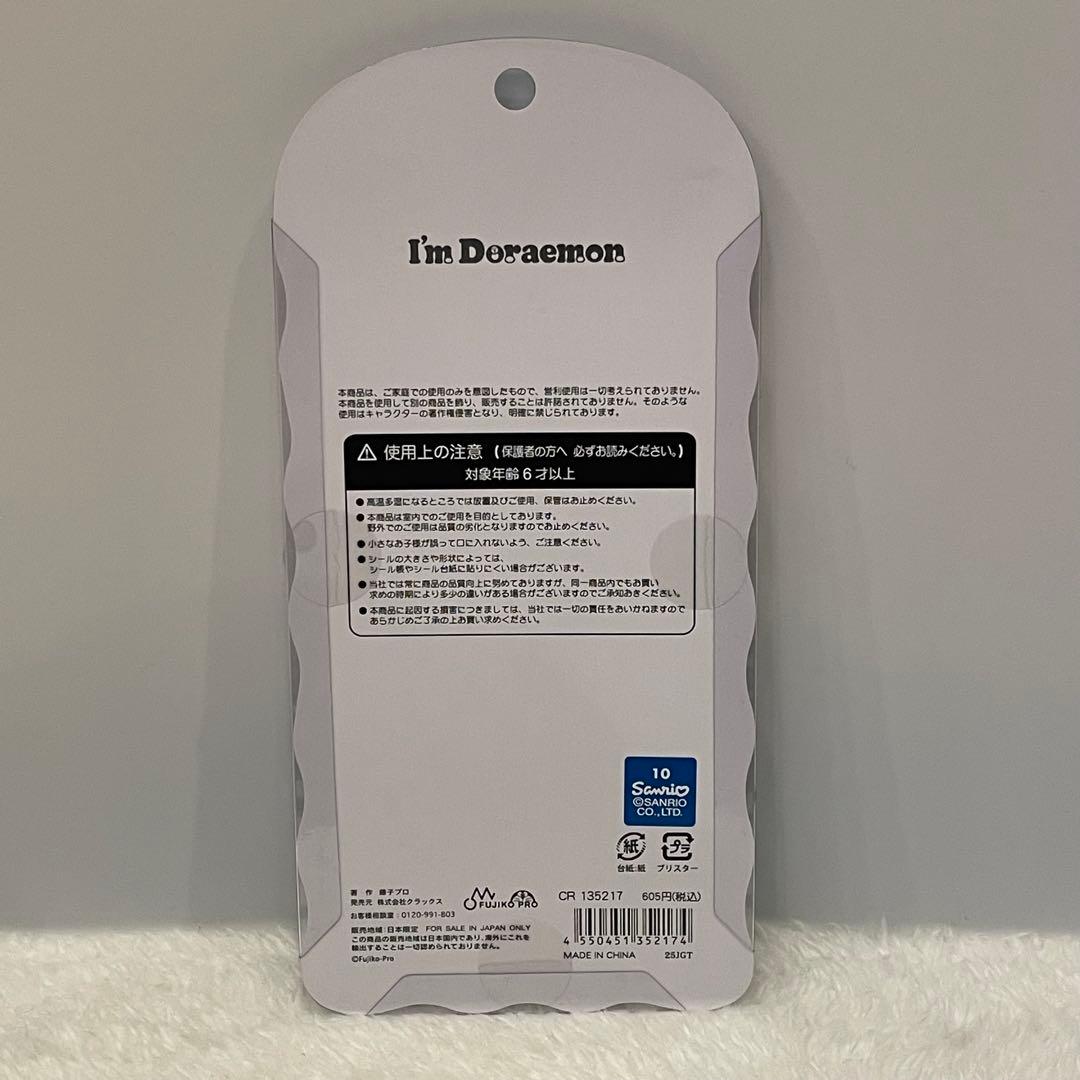 I'm Doraemon
本商品は、ご家庭での使用のみを意図したもので、営利使用は一切考えられておりません。
本商品を使用して別の商品を飾り、販売することは許諾されておりません。そのような
使用はキャラクターの著作権侵害となり、明確に禁じられております。
⚠ 使用上の注意 (保護者の方へ 必ずお読みください。)
対象年齢6才以上
●高温多湿になるところでは放置及びご使用、保管はお止めください。
●本商品は室内でのご使用を目的としております。
野外でのご使用は品質の劣化となりますのでお止めください。
●小さなお子様が誤って口に入れないよう、ご注意ください。
●シールの大きさや形状によっては、
シール帳やシール台紙に貼りにくい場合がございます。
●当社では常に商品の品質向上に努めておりますが、同一商品内でもお買い
求めの時期により多少の違いがある場合がございますのでご承知おきください。
●本商品に起因する損害につきましては、当社では一切の責任をおいかねますので
あらかじめご了承の上お買い求めください。
10
Sanrio
©SANRIO
CO., LTD.
紙 プラ
台紙:紙 ブリスター
著 作 藤子プロ
発売元 株式会社クラックス
お客様相談室:0120-991-803
FUJIKO PRO
CR 135217 605円(税込)
販売地域:日本限定 FOR SALE IN JAPAN ONLY
この商品の販売地域は日本国内であり、海外にこれを
輸出することは一切認められておりません。
©Fujiko-Pro
4 550451 352174
MADE IN CHINA 25JGT